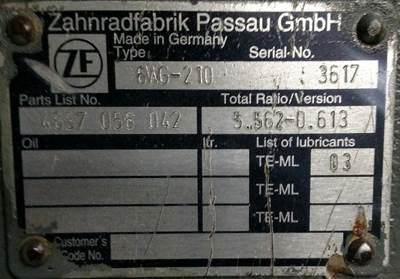 Zahnradfabrik Passau GmbH
Made in Germany
ZF
Type Serial No.
6WG-210 3617
Parts List No. Total Ratio/Version
4657 056 042 5.562-0.613
Oil ltr. List of lubricants
TE-ML 03
TE-ML
TE-ML
Customer's
Code No.